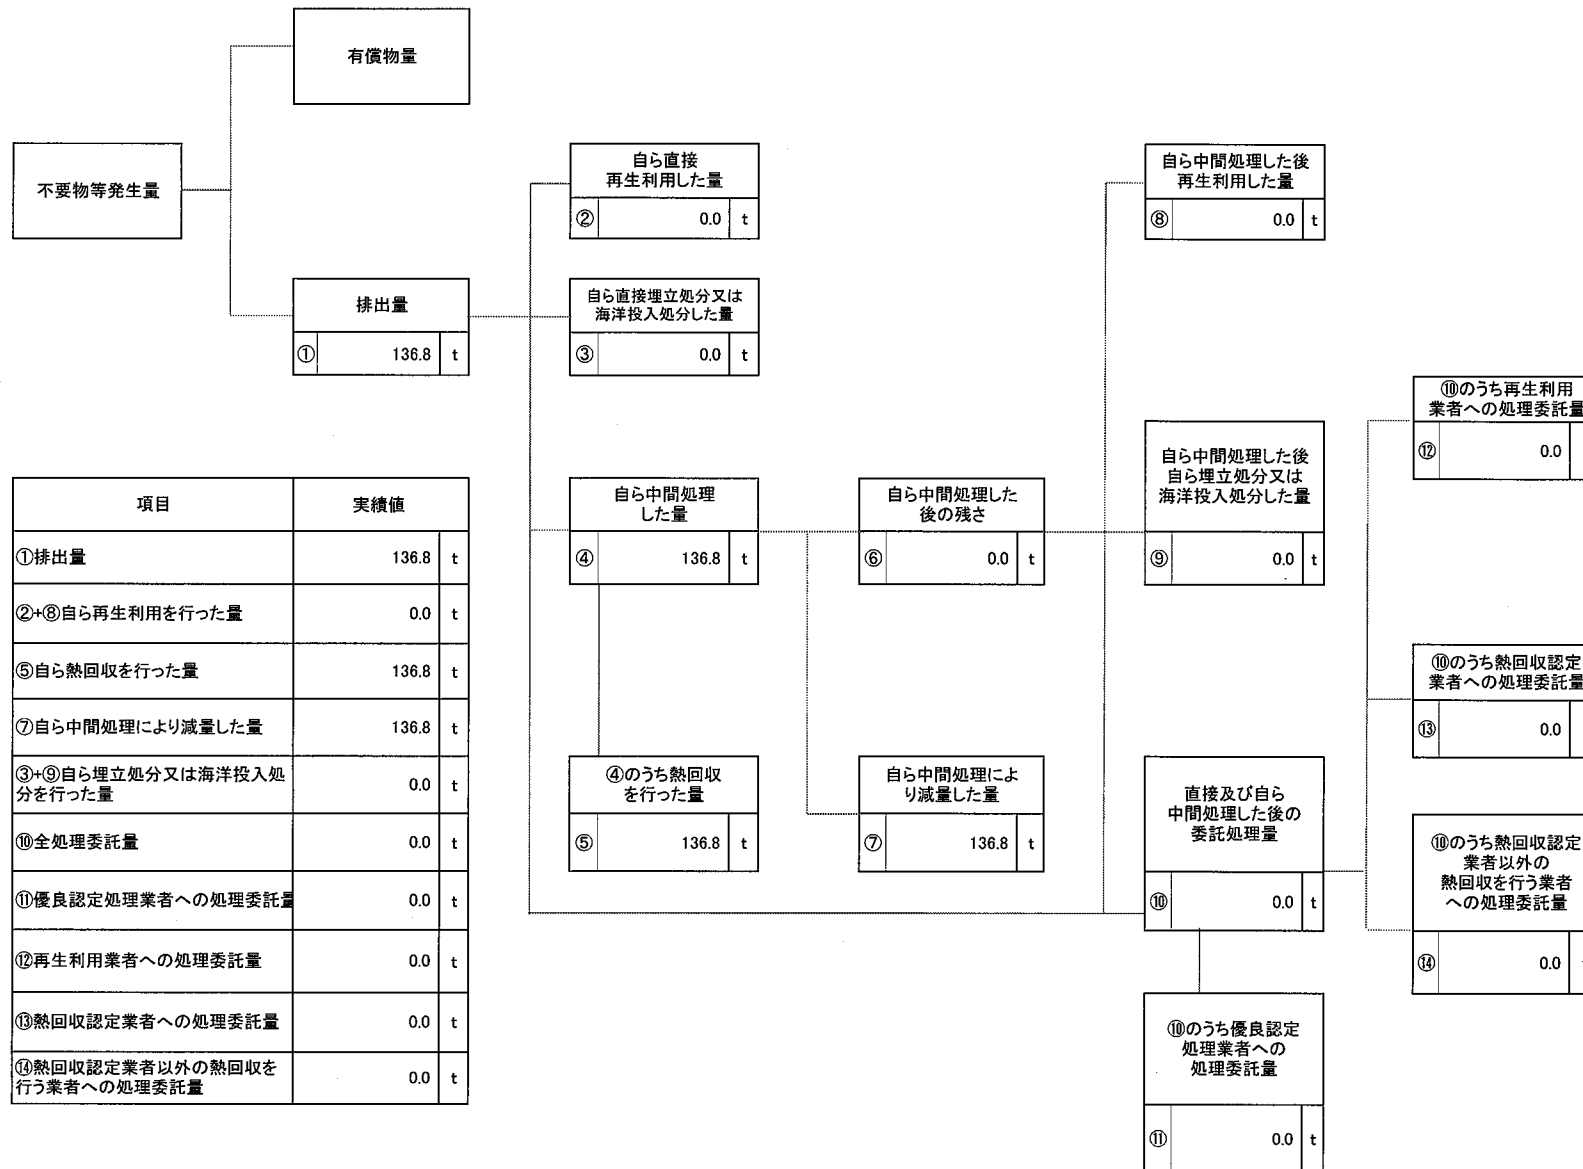 有償物量
不要物等発生量
排出量
① 136.8 t
自ら直接
再生利用した量
② 0.0 t
自ら直接埋立処分又は
海洋投入処分した量
③ 0.0 t
自ら中間処理
した量
④ 136.8 t
④のうち熱回収
を行った量
⑤ 136.8 t
自ら中間処理した
後の残さ
⑥ 0.0 t
自ら中間処理によ
り減量した量
⑦ 136.8 t
自ら中間処理した後
再生利用した量
⑧ 0.0 t
自ら中間処理した後
自ら埋立処分又は
海洋投入処分した量
⑨ 0.0 t
直接及び自ら
中間処理した後の
委託処理量
⑩ 0.0 t
⑩のうち優良認定
処理業者への
処理委託量
⑪ 0.0 t
⑩のうち再生利用
業者への処理委託量
⑫ 0.0
⑩のうち熱回収認定
業者への処理委託量
⑬ 0.0
⑩のうち熱回収認定
業者以外の
熱回収を行う業者
への処理委託量
⑭ 0.0
項目 実績値
①排出量 136.8 t
②+⑧自ら再生利用を行った量 0.0 t
⑤自ら熱回収を行った量 136.8 t
⑦自ら中間処理により減量した量 136.8 t
③+⑨自ら埋立処分又は海洋投入処
分を行った量 0.0 t
⑩全処理委託量 0.0 t
⑪優良認定処理業者への処理委託量 0.0 t
⑫再生利用業者への処理委託量 0.0 t
⑬熱回収認定業者への処理委託量 0.0 t
⑭熱回収認定業者以外の熱回収を
行う業者への処理委託量 0.0 t